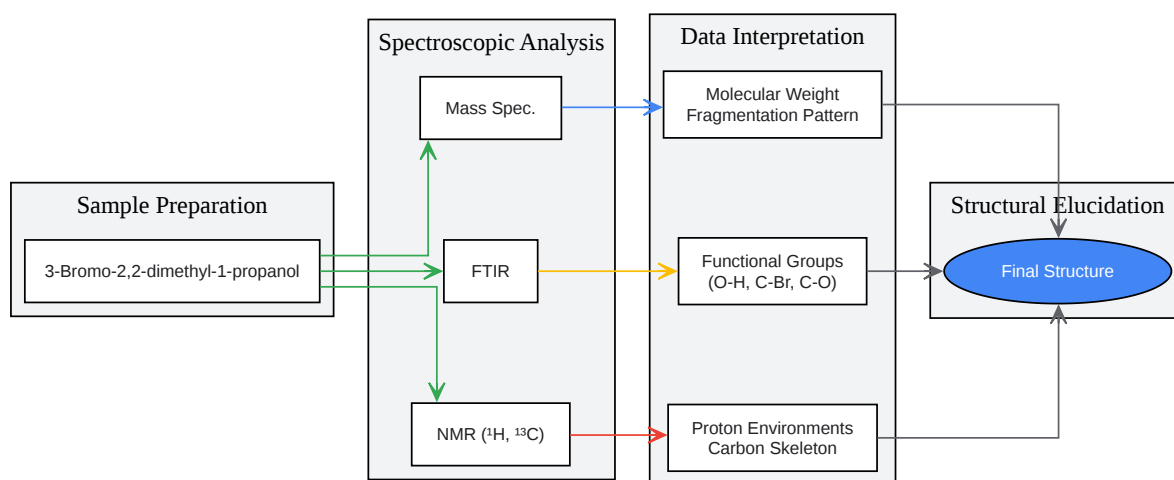 Sample Preparation
3-Bromo-2,2-dimethyl-1-propanol
Spectroscopic Analysis
Mass Spec.
FTIR
NMR (¹H, ¹³C)
Data Interpretation
Molecular Weight
Fragmentation Pattern
Functional Groups
(O-H, C-Br, C-O)
Proton Environments
Carbon Skeleton
Structural Elucidation
Final Structure